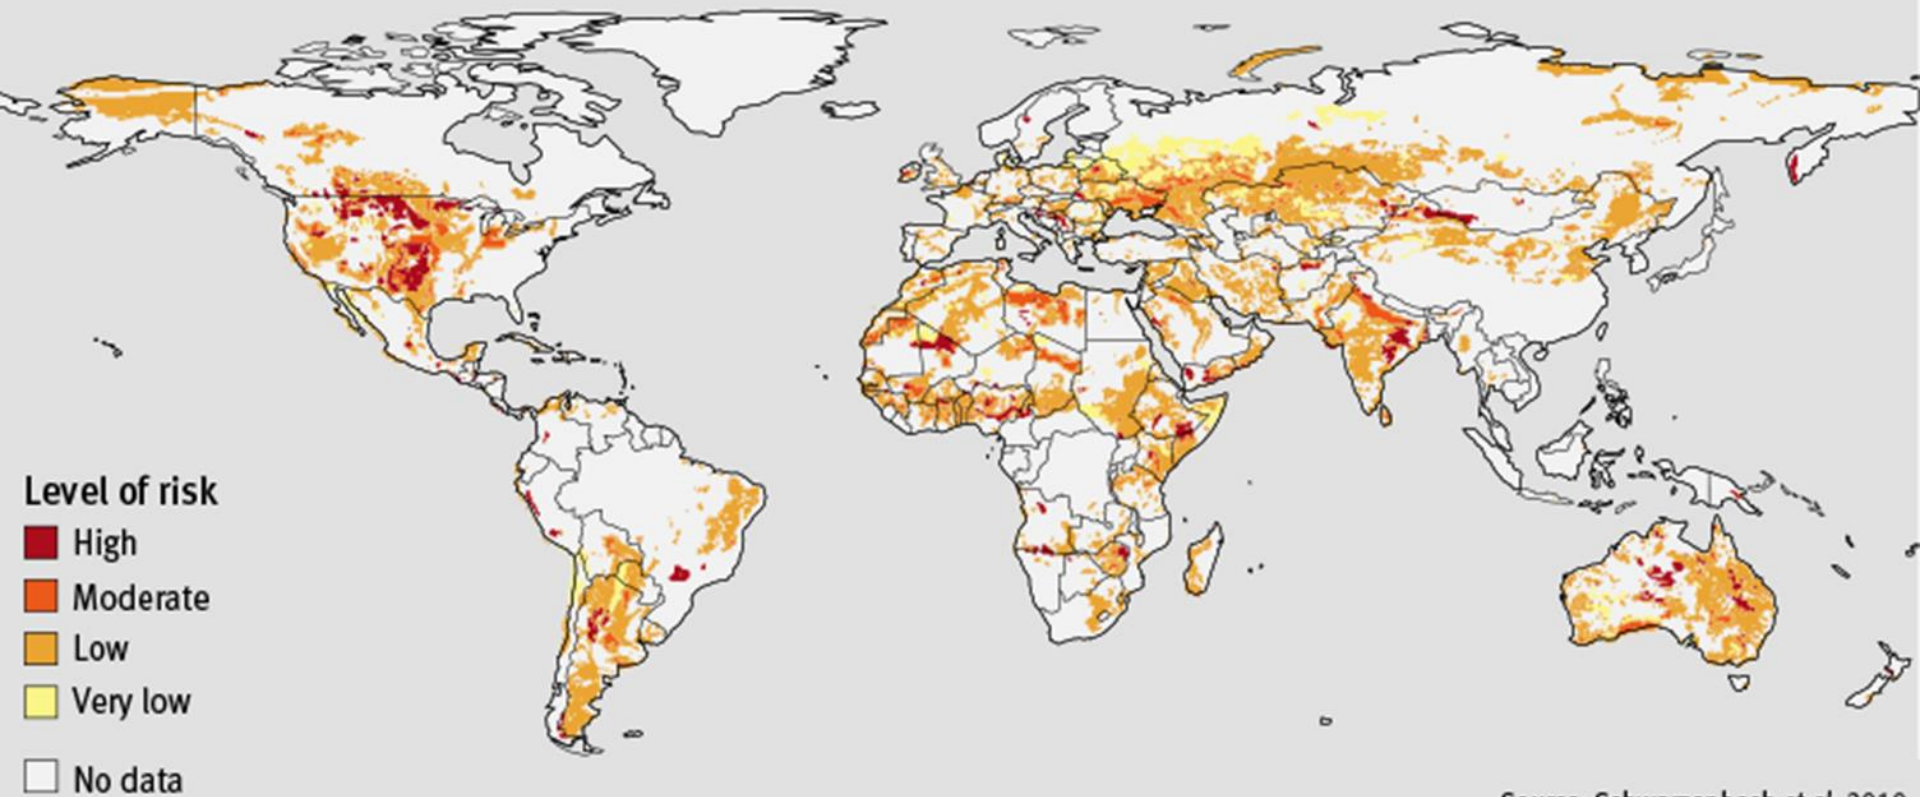 Level of risk
High
Moderate
Low
Very low
No data